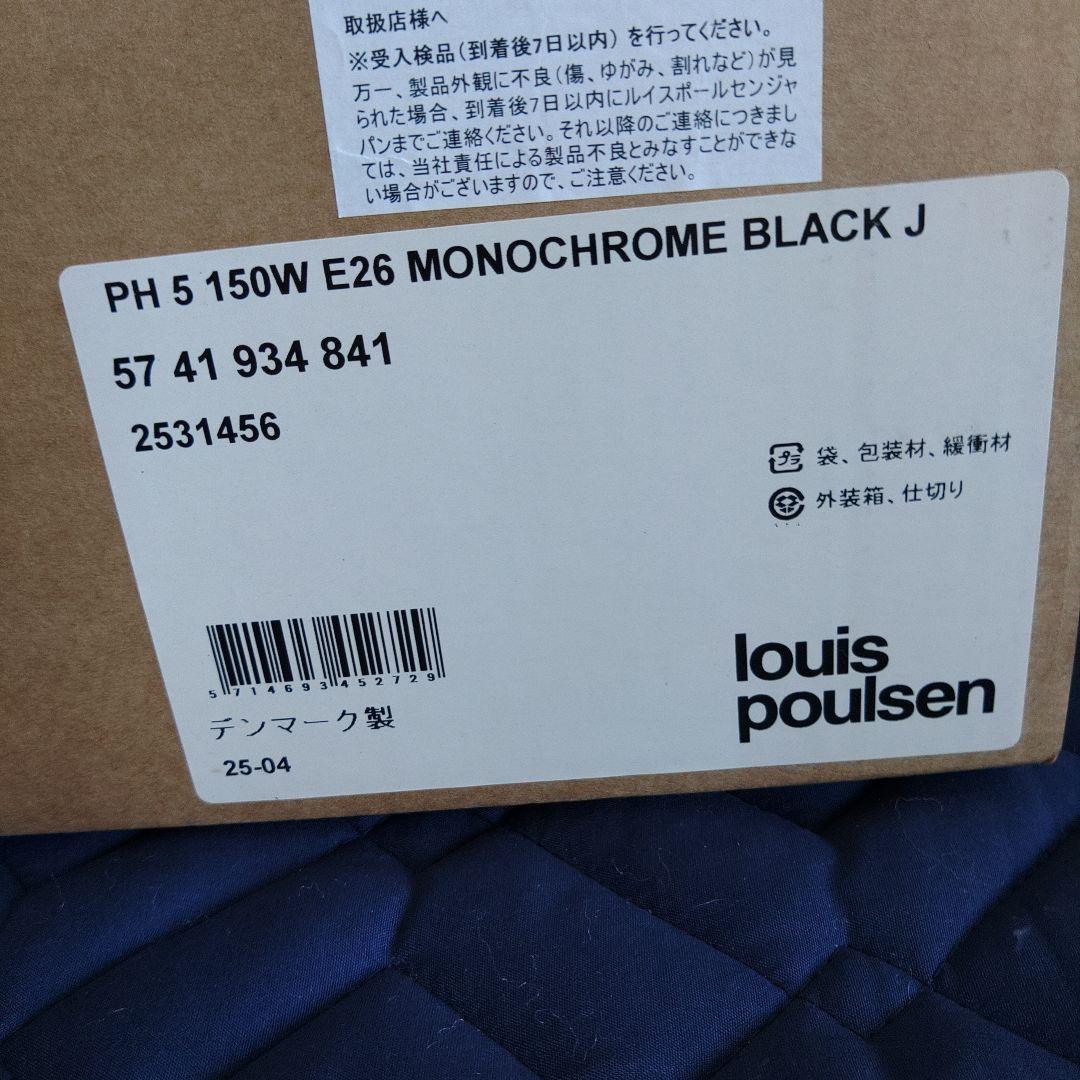 取扱店様へ
※受入検品(到着後7日以内)を行ってください。
万一、製品外観に不良(傷、ゆがみ、割れなど)が見
られた場合、到着後7日以内にルイスポールセンジャ
パンまでご連絡ください。それ以降のご連絡につきまし
ては、当社責任による製品不良とみなすことができな
い場合がございますので、ご注意ください。
PH 5 150W E26 MONOCHROME BLACK J
57 41 934 841
2531456
プラ 袋、包装材、緩衝材
外装箱、仕切り
5714693452729
デンマーク製
25-04
louis
poulsen